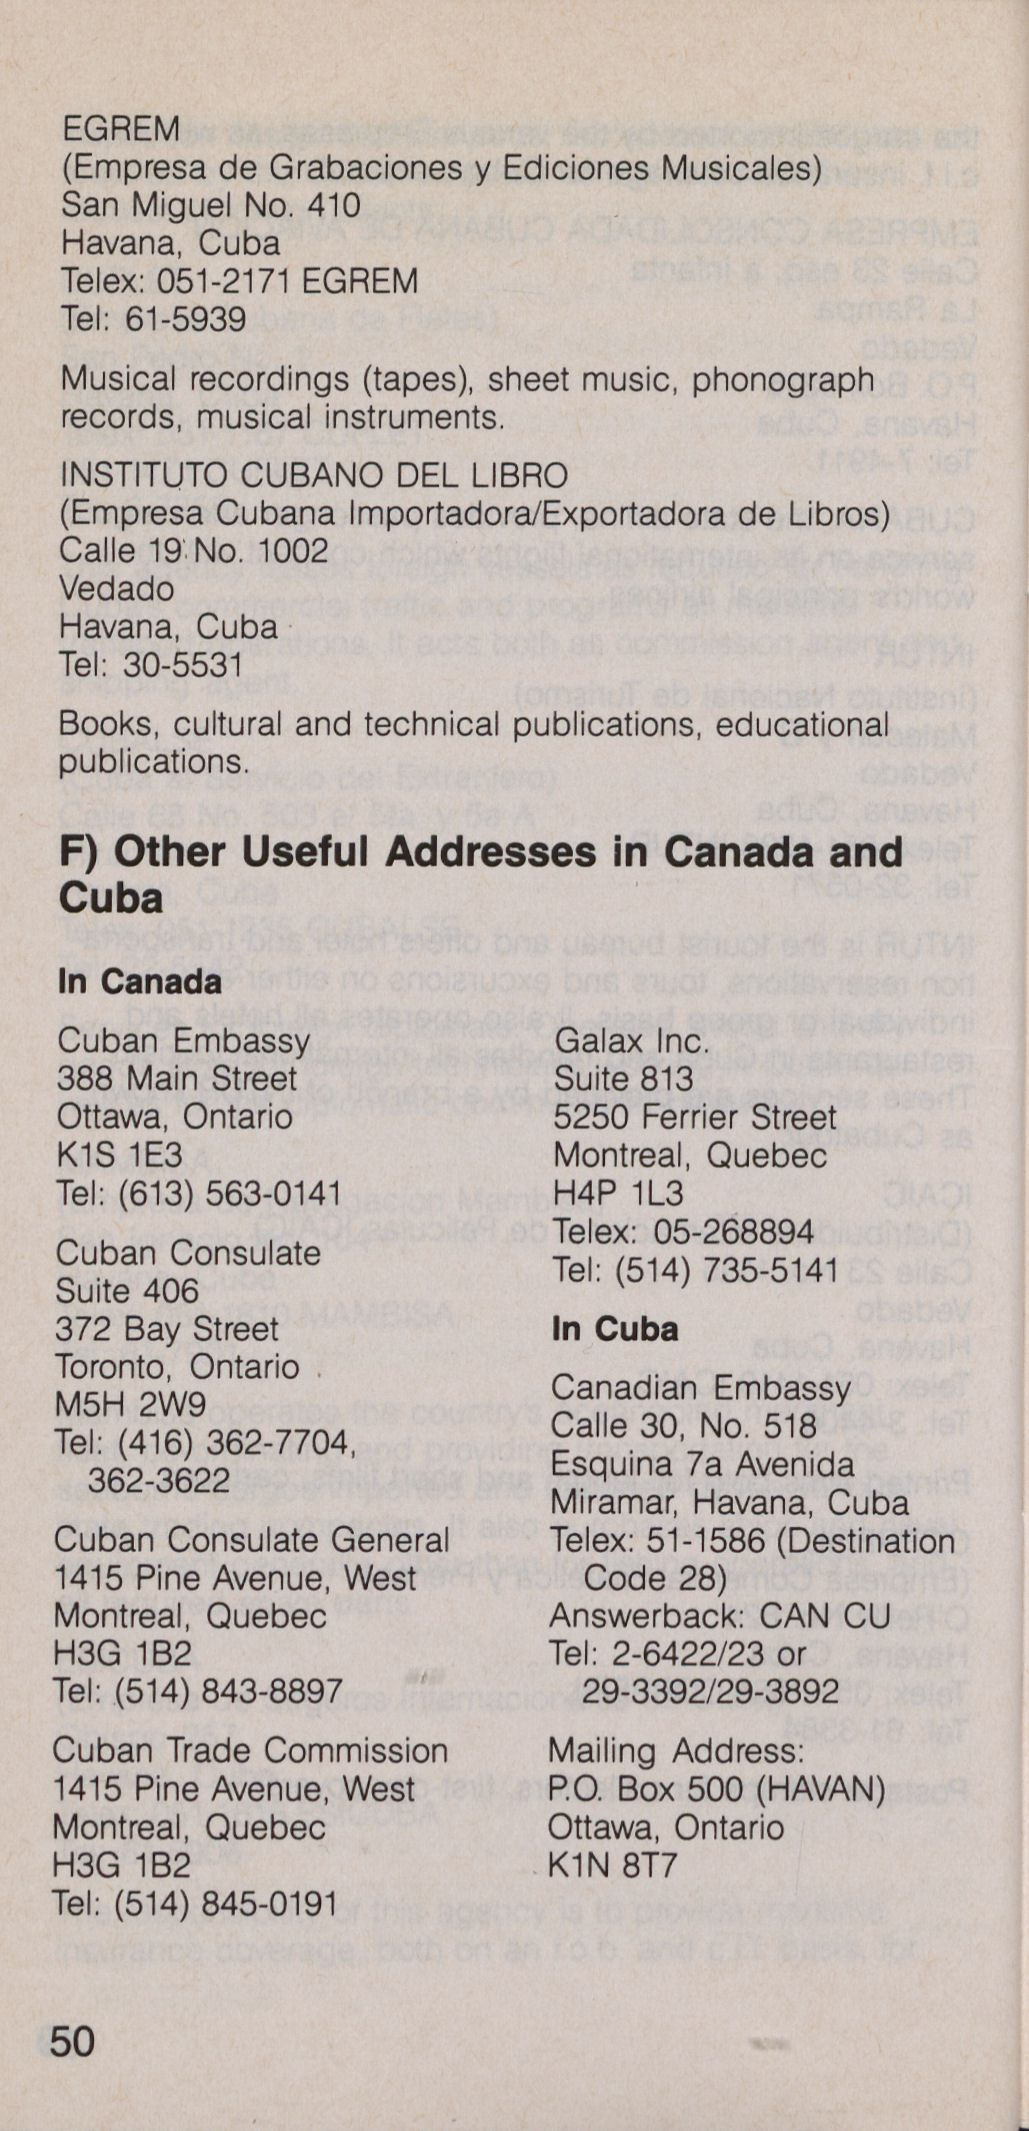 EGREM
(Empresa de Grabaciones y Ediciones Musicales)
San Miguel No. 410
Havana, Cuba
Telex: 051-2171 EGREM
Tel: 61-5939
Musical recordings (tapes), sheet music, phonograph
records, musical instruments.
INSTITUTO CUBANO DEL LIBRO
(Empresa Cubana Importadora/Exportadora de Libros)
Calle 19 No. 1002
Vedado
Havana, Cuba
Tel: 30-5531
Books, cultural and technical publications, educational
publications.
F) Other Useful Addresses in Canada and
Cuba
In Canada
Cuban Embassy
388 Main Street
Ottawa, Ontario
K1S 1E3
Tel: (613) 563-0141
Cuban Consulate
Suite 406
372 Bay Street
Toronto, Ontario
M5H 2W9
Tel: (416) 362-7704,
362-3622
Cuban Consulate General
1415 Pine Avenue, West
Montreal, Quebec
H3G 1B2
Tel: (514) 843-8897
Cuban Trade Commission
1415 Pine Avenue, West
Montreal, Quebec
H3G 1B2
Tel: (514) 845-0191
Galax Inc.
Suite 813
5250 Ferrier Street
Montreal, Quebec
H4P 1L3
Telex: 05-268894
Tel: (514) 735-5141
In Cuba
Canadian Embassy
Calle 30, No. 518
Esquina 7a Avenida
Miramar, Havana, Cuba
Telex: 51-1586 (Destination
Code 28)
Answerback: CAN CU
Tel: 2-6422/23 or
29-3392/29-3892
Mailing Address:
P.O. Box 500 (HAVAN)
Ottawa, Ontario
K1N 8T7
50